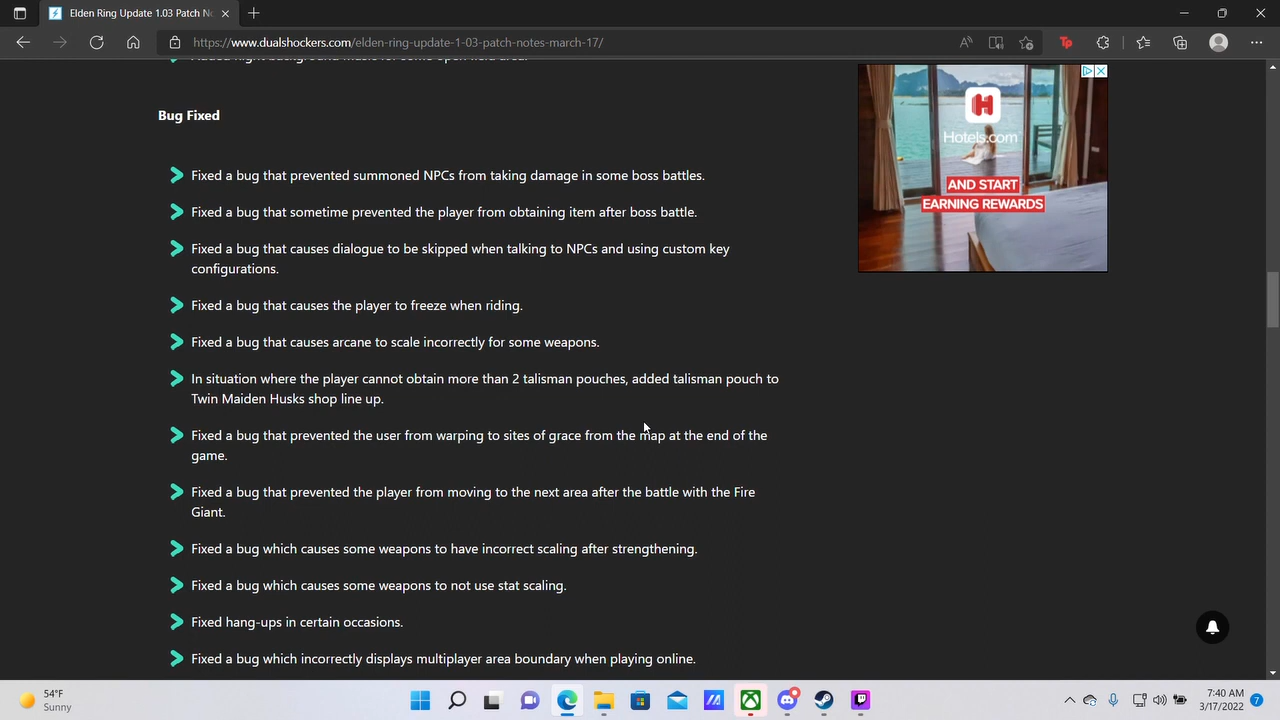 Elden Ring Update 1.03 Patch No
https://www.dualshockers.com/elden-ring-update-1-03-patch-notes-march-17/
Added night background music for some open field area.
Bug Fixed
Fixed a bug that prevented summoned NPCs from taking damage in some boss battles.
Fixed a bug that sometime prevented the player from obtaining item after boss battle.
Fixed a bug that causes dialogue to be skipped when talking to NPCs and using custom key
configurations.
Fixed a bug that causes the player to freeze when riding.
Fixed a bug that causes arcane to scale incorrectly for some weapons.
In situation where the player cannot obtain more than 2 talisman pouches, added talisman pouch to
Twin Maiden Husks shop line up.
Fixed a bug that prevented the user from warping to sites of grace from the map at the end of the
game.
Fixed a bug that prevented the player from moving to the next area after the battle with the Fire
Giant.
Fixed a bug which causes some weapons to have incorrect scaling after strengthening.
Fixed a bug which causes some weapons to not use stat scaling.
Fixed hang-ups in certain occasions.
Fixed a bug which incorrectly displays multiplayer area boundary when playing online.
H
Hotels.com
AND START
EARNING REWARDS
54°F
Sunny
7:40 AM
3/17/2022
7